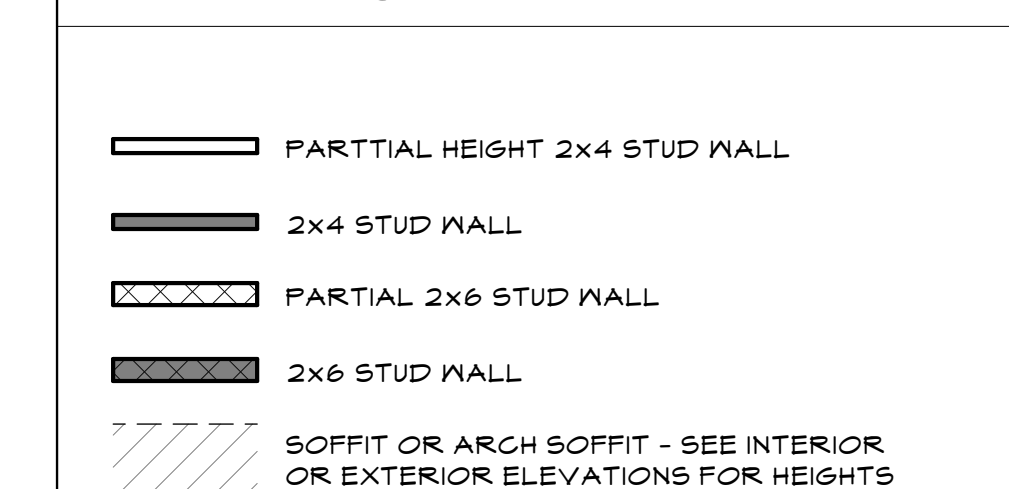 PARTTIAL HEIGHT 2x4 STUD WALL
2x4 STUD WALL
PARTIAL 2x6 STUD WALL
2x6 STUD WALL
SOFFIT OR ARCH SOFFIT - SEE INTERIOR
OR EXTERIOR ELEVATIONS FOR HEIGHTS